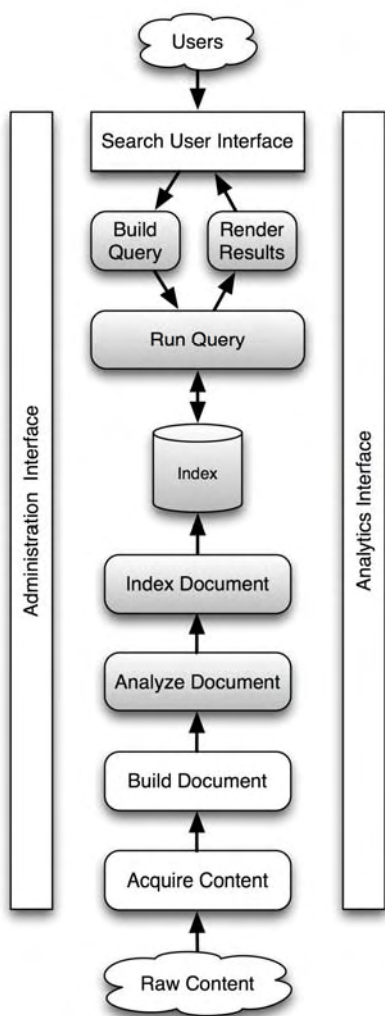 Users
Search User Interface
Build
Query
Render
Results
Run Query
Index
Index Document
Analyze Document
Build Document
Acquire Content
Raw Content
Administration Interface
Analytics Interface